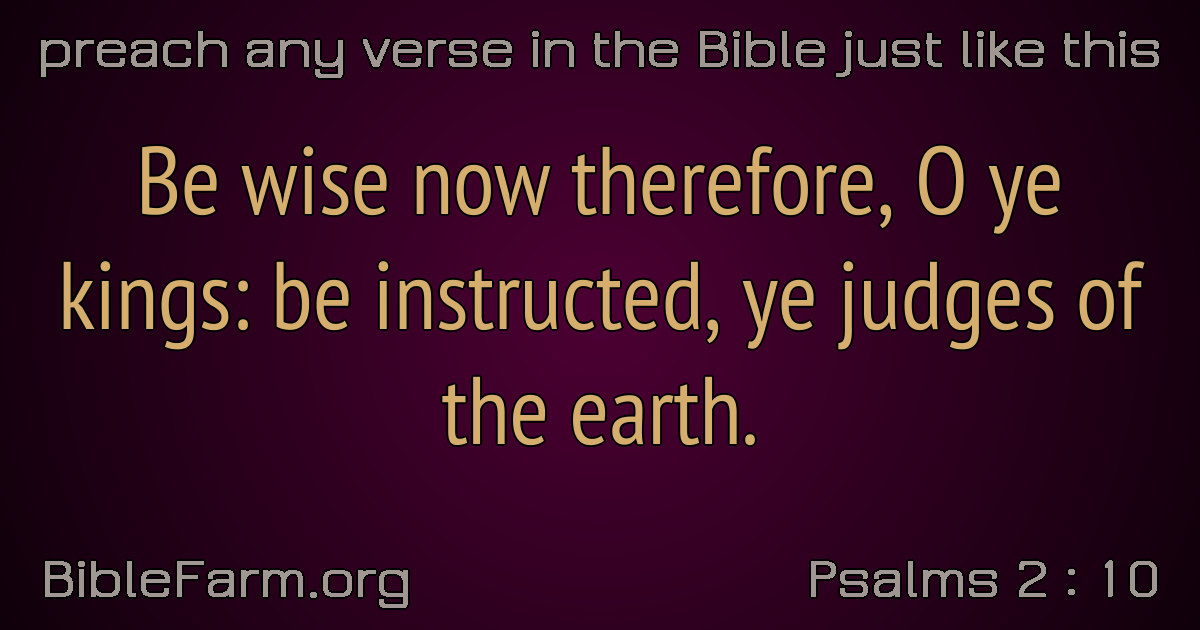 preach any verse in the Bible just like this
Be wise now therefore, O ye
kings: be instructed, ye judges of
the earth.
BibleFarm.org
Psalms 2 : 10